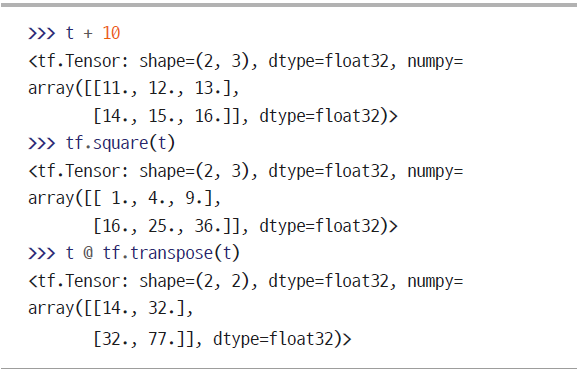 >>> t + 10
<tf.Tensor: shape=(2, 3), dtype=float32, numpy=
array([[11., 12., 13.],
       [14., 15., 16.]], dtype=float32)>
>>> tf.square(t)
<tf.Tensor: shape=(2, 3), dtype=float32, numpy=
array([[ 1., 4., 9.],
       [16., 25., 36.]], dtype=float32)>
>>> t @ tf.transpose(t)
<tf.Tensor: shape=(2, 2), dtype=float32, numpy=
array([[14., 32.],
       [32., 77.]], dtype=float32)>